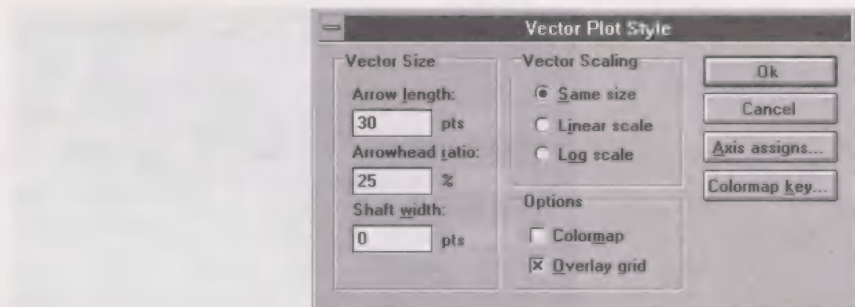 Vector Plot Style
Vector Size
Arrow length:
30 pts
Arrowhead ratio:
25 %
Shaft width:
0 pts
Vector Scaling
Same size
Linear scale
Log scale
Options
Colormap
Overlay grid
Ok
Cancel
Axis assigns...
Colormap key...